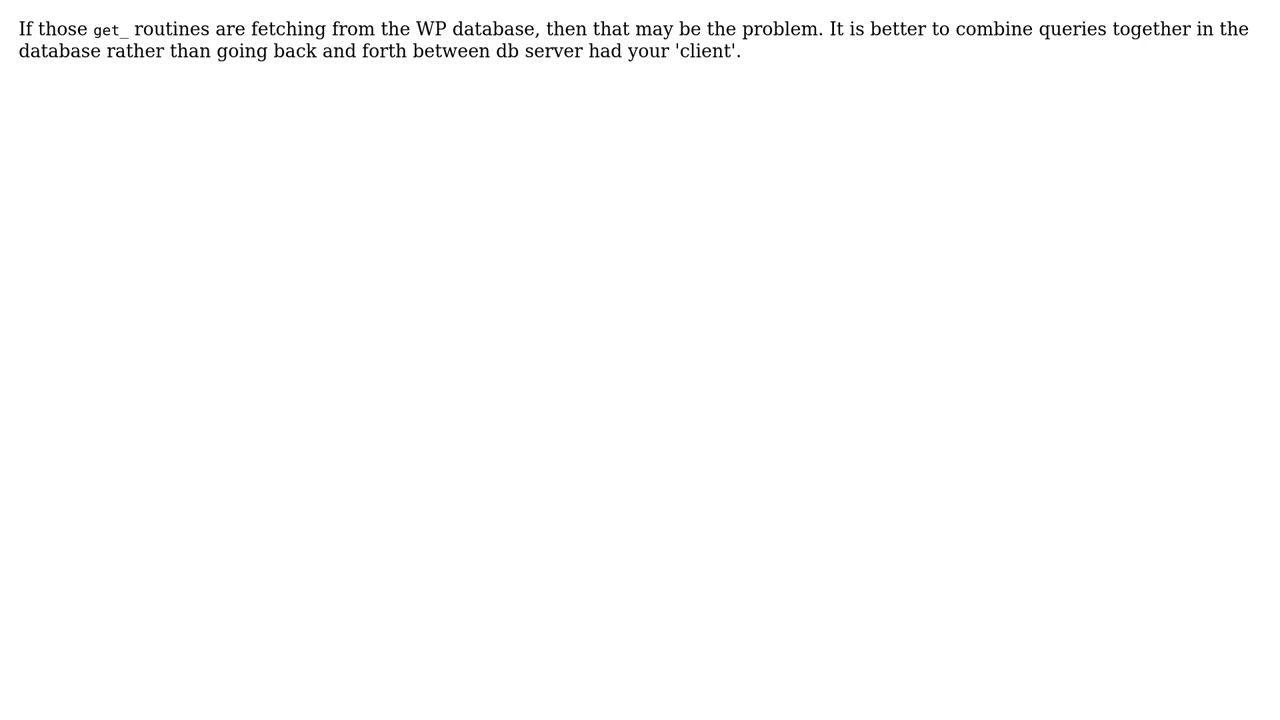 If those get_ routines are fetching from the WP database, then that may be the problem. It is better to combine queries together in the
database rather than going back and forth between db server had your 'client'.